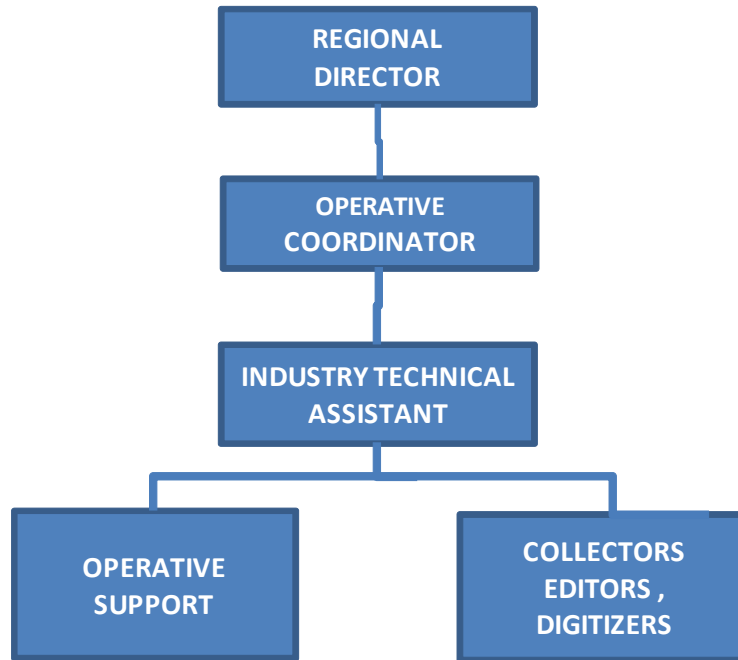 REGIONAL
DIRECTOR
OPERATIVE
COORDINATOR
INDUSTRY TECHNICAL
ASSISTANT
OPERATIVE
SUPPORT
COLLECTORS
EDITORS ,
DIGITIZERS